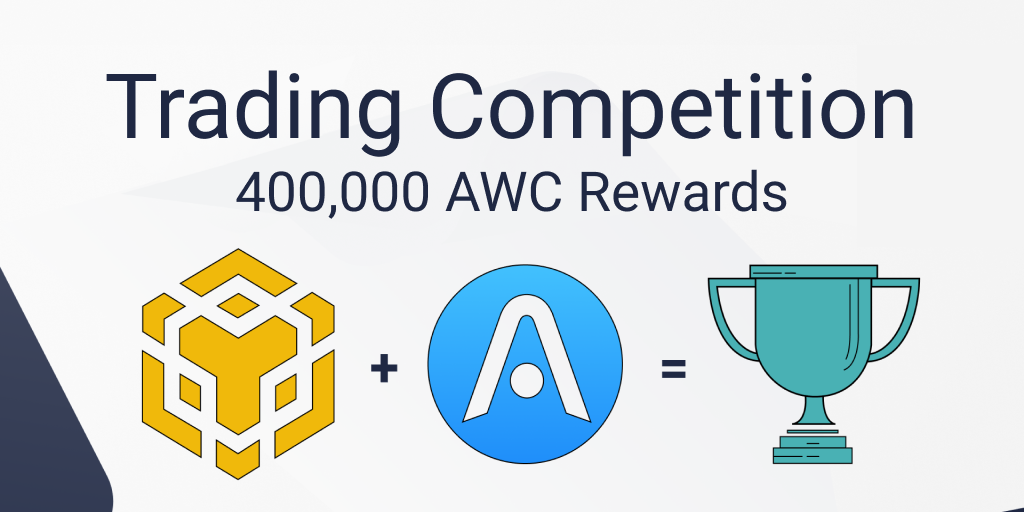 Trading Competition
400,000 AWC Rewards
+ =